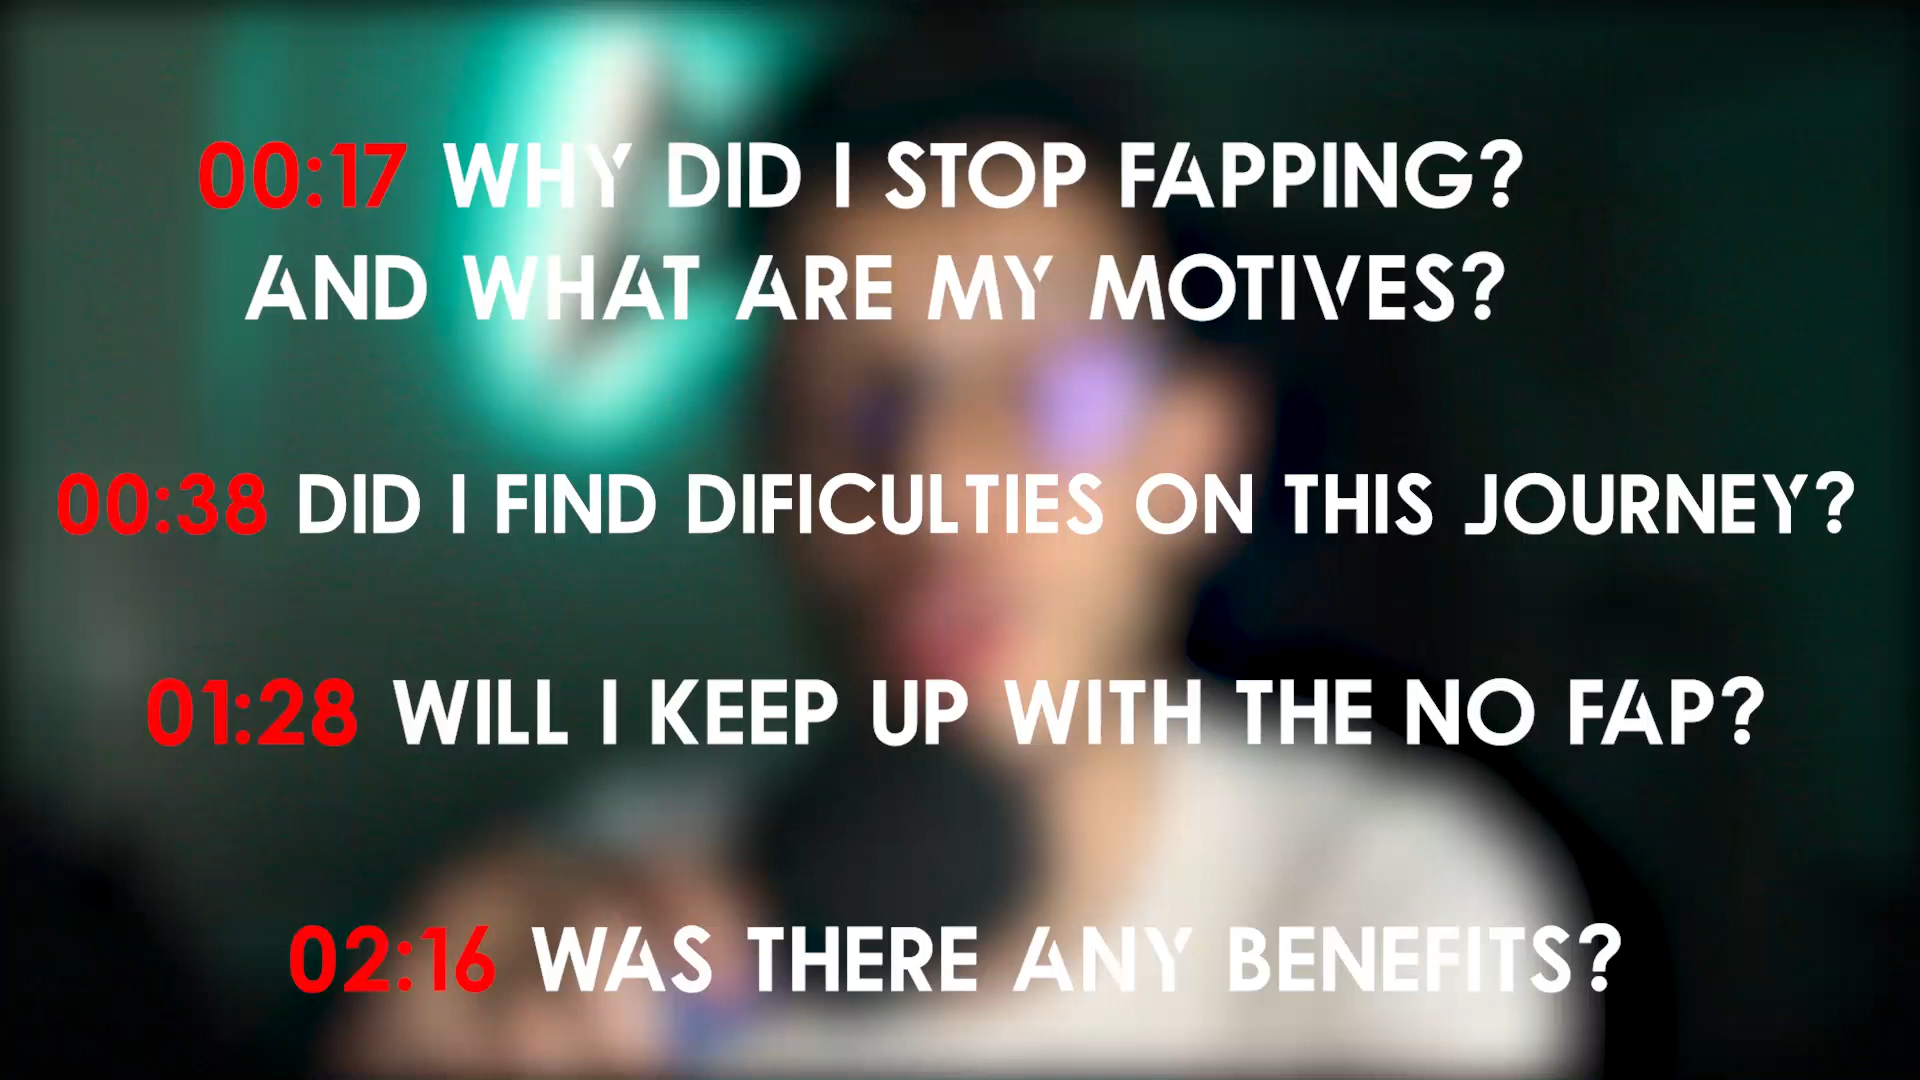 00:17 WHY DID I STOP FAPPING?
AND WHAT ARE MY MOTIVES?
00:38 DID I FIND DIFICULTIES ON THIS JOURNEY?
01:28 WILL I KEEP UP WITH THE NO FAP?
02:16 WAS THERE ANY BENEFITS?